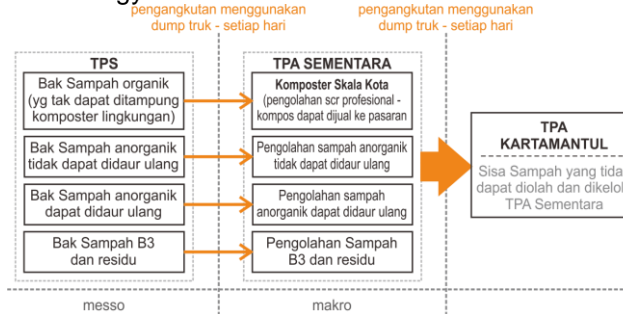 pengangkutan menggunakan
dump truk - setiap hari
pengangkutan menggunakan
dump truk - setiap hari
TPS
Bak Sampah organik
(yg tak dapat ditampung
komposter lingkungan)
Bak Sampah anorganik
tidak dapat didaur ulang
Bak Sampah anorganik
dapat didaur ulang
Bak Sampah B3
dan residu
TPA SEMENTARA
Komposter Skala Kota
(pengolahan scr profesional -
kompos dapat dijual ke pasaran
Pengolahan sampah anorganik
tidak dapat didaur ulang
Pengolahan sampah
anorganik dapat didaur ulang
Pengolahan Sampah
B3 dan residu
TPA
KARTAMANTUL
Sisa Sampah yang tida
dapat diolah dan dikelol
TPA Sementara
messo
makro